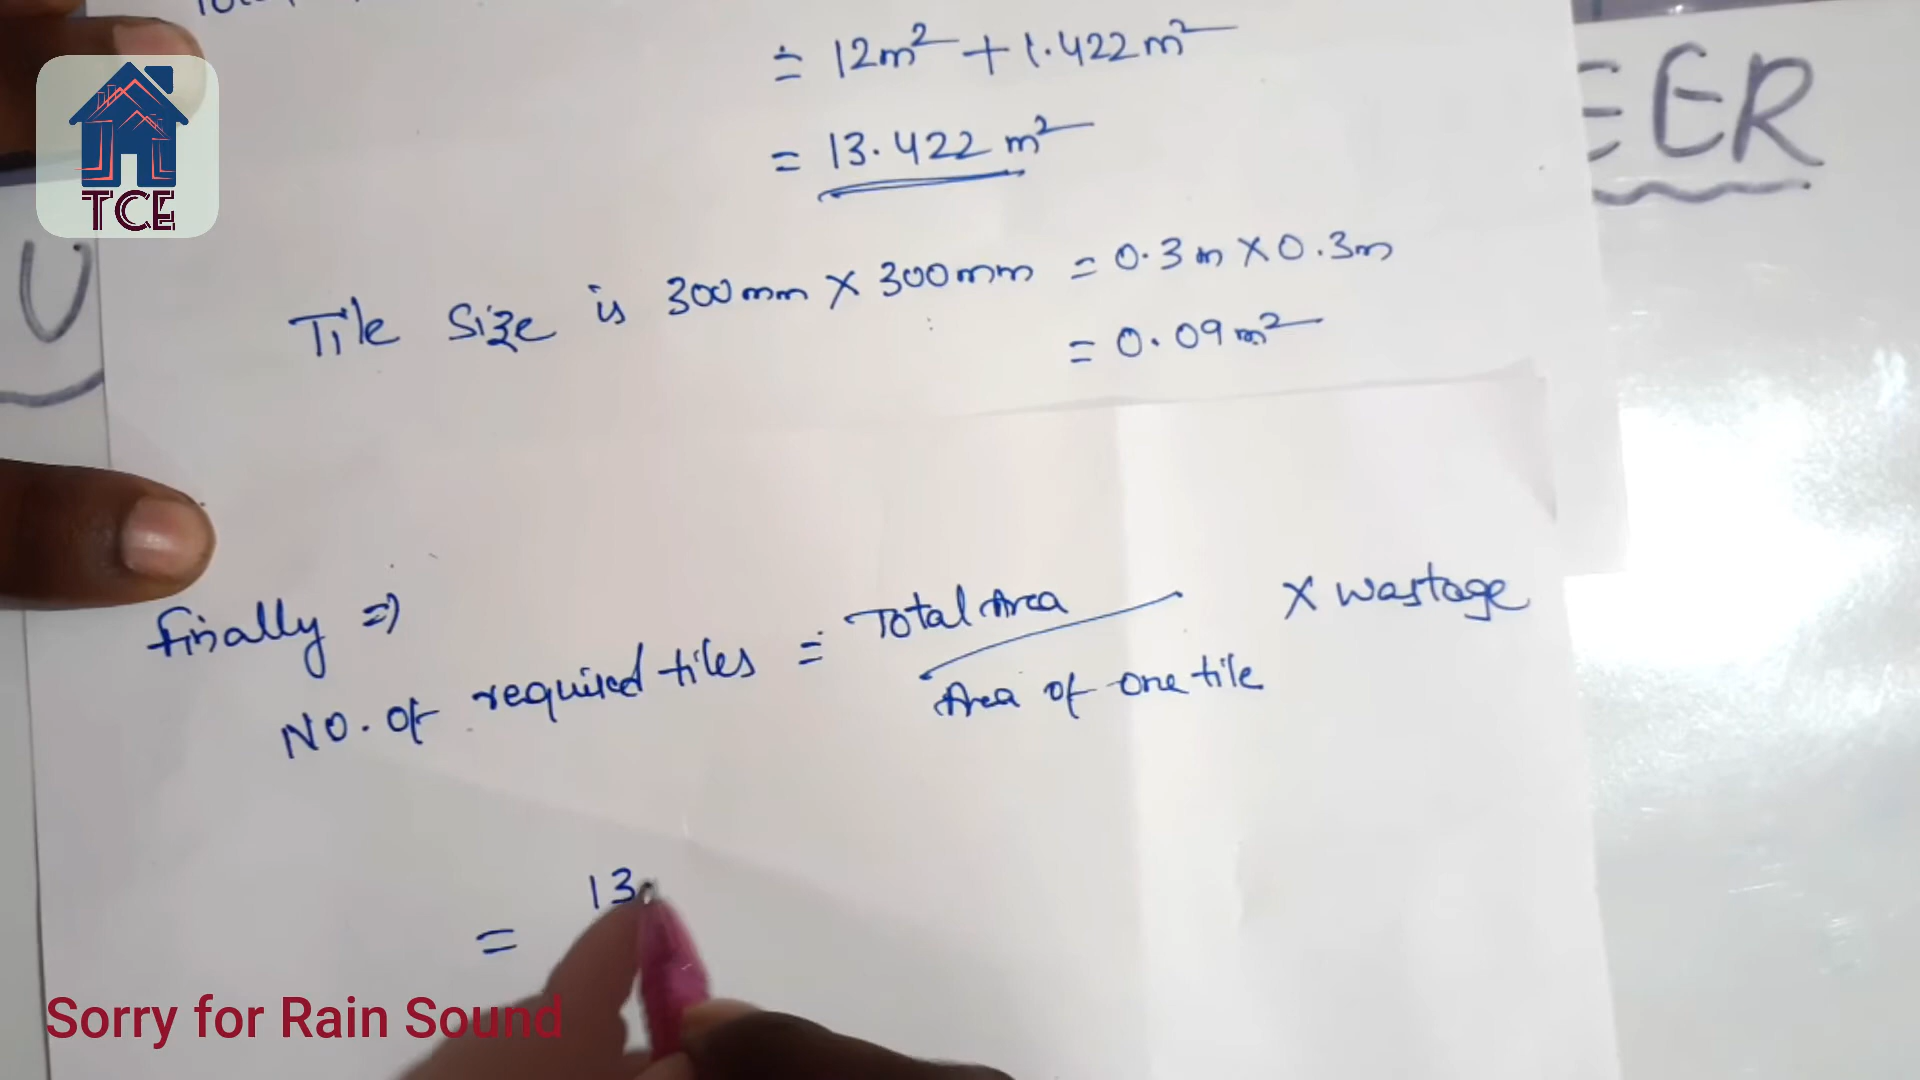 = 12m² + 1.422m²
= 13.422 m²
EER
TCE
U
Tile Size is 300mm X 300mm = 0.3m X 0.3m
= 0.09m²
Finally ⇒
No. of required tiles = Total Area / Area of one tile X wastage
= 13.
Sorry for Rain Sound